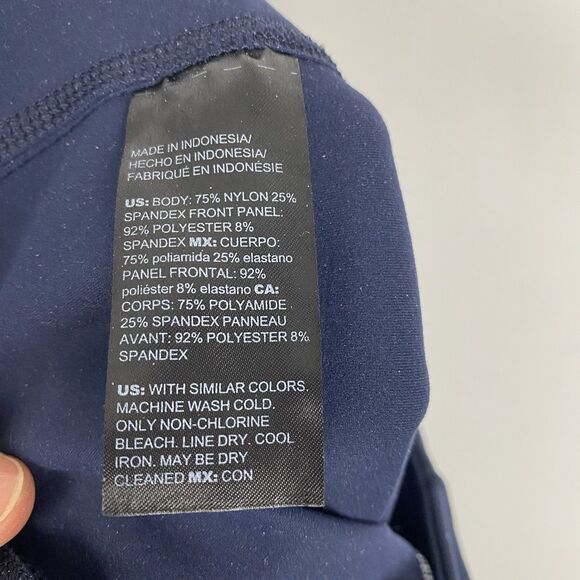 MADE IN INDONESIA/
HECHO EN INDONESIA/
FABRIQUÉ EN INDONÉSIE
US: BODY: 75% NYLON 25%
SPANDEX FRONT PANEL:
92% POLYESTER 8%
SPANDEX MX: CUERPO:
75% poliamida 25% elastano
PANEL FRONTAL: 92%
poliéster 8% elastano CA:
CORPS: 75% POLYAMIDE
25% SPANDEX PANNEAU
AVANT: 92% POLYESTER 8%
SPANDEX
US: WITH SIMILAR COLORS.
MACHINE WASH COLD.
ONLY NON-CHLORINE
BLEACH. LINE DRY. COOL
IRON. MAY BE DRY
CLEANED MX: CON